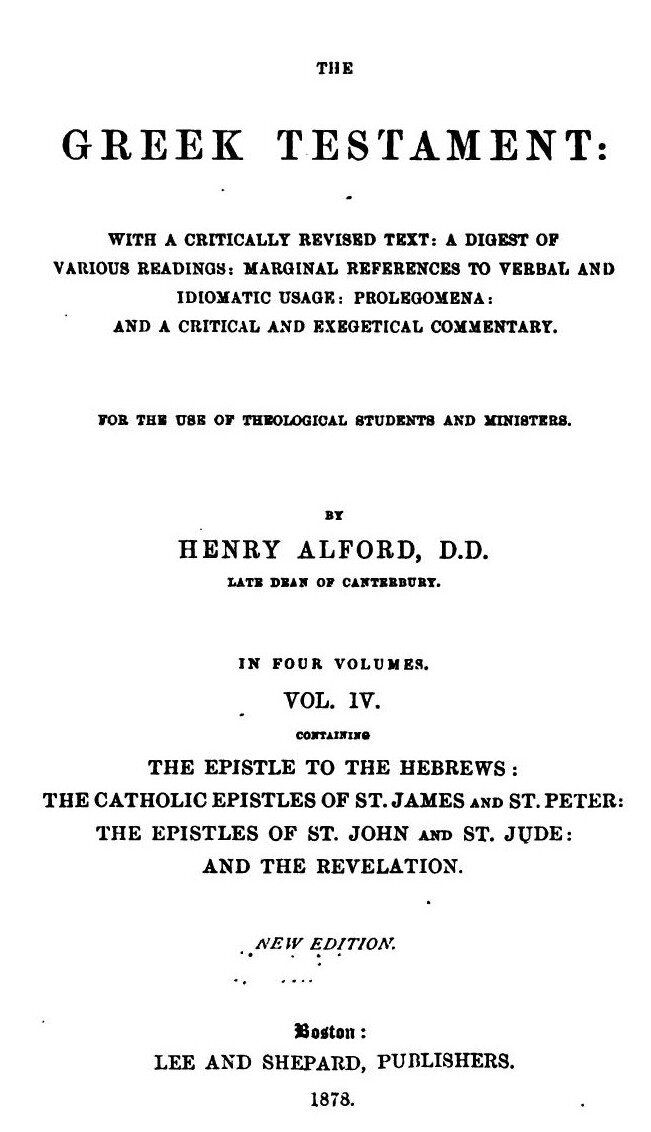 THE
GREEK TESTAMENT:
WITH A CRITICALLY REVISED TEXT: A DIGEST OF
VARIOUS READINGS: MARGINAL REFERENCES TO VERBAL AND
IDIOMATIC USAGE: PROLEGOMENA:
AND A CRITICAL AND EXEGETICAL COMMENTARY.
FOR THE USE OF THEOLOGICAL STUDENTS AND MINISTERS.
BY
HENRY ALFORD, D.D.
LATE DEAN OF CANTERBURY.
IN FOUR VOLUMES.
VOL. IV.
CONTAINING
THE EPISTLE TO THE HEBREWS:
THE CATHOLIC EPISTLES OF ST. JAMES AND ST. PETER:
THE EPISTLES OF ST. JOHN AND ST. JUDE:
AND THE REVELATION.
NEW EDITION.
Boston:
LEE AND SHEPARD, PUBLISHERS.
1878.